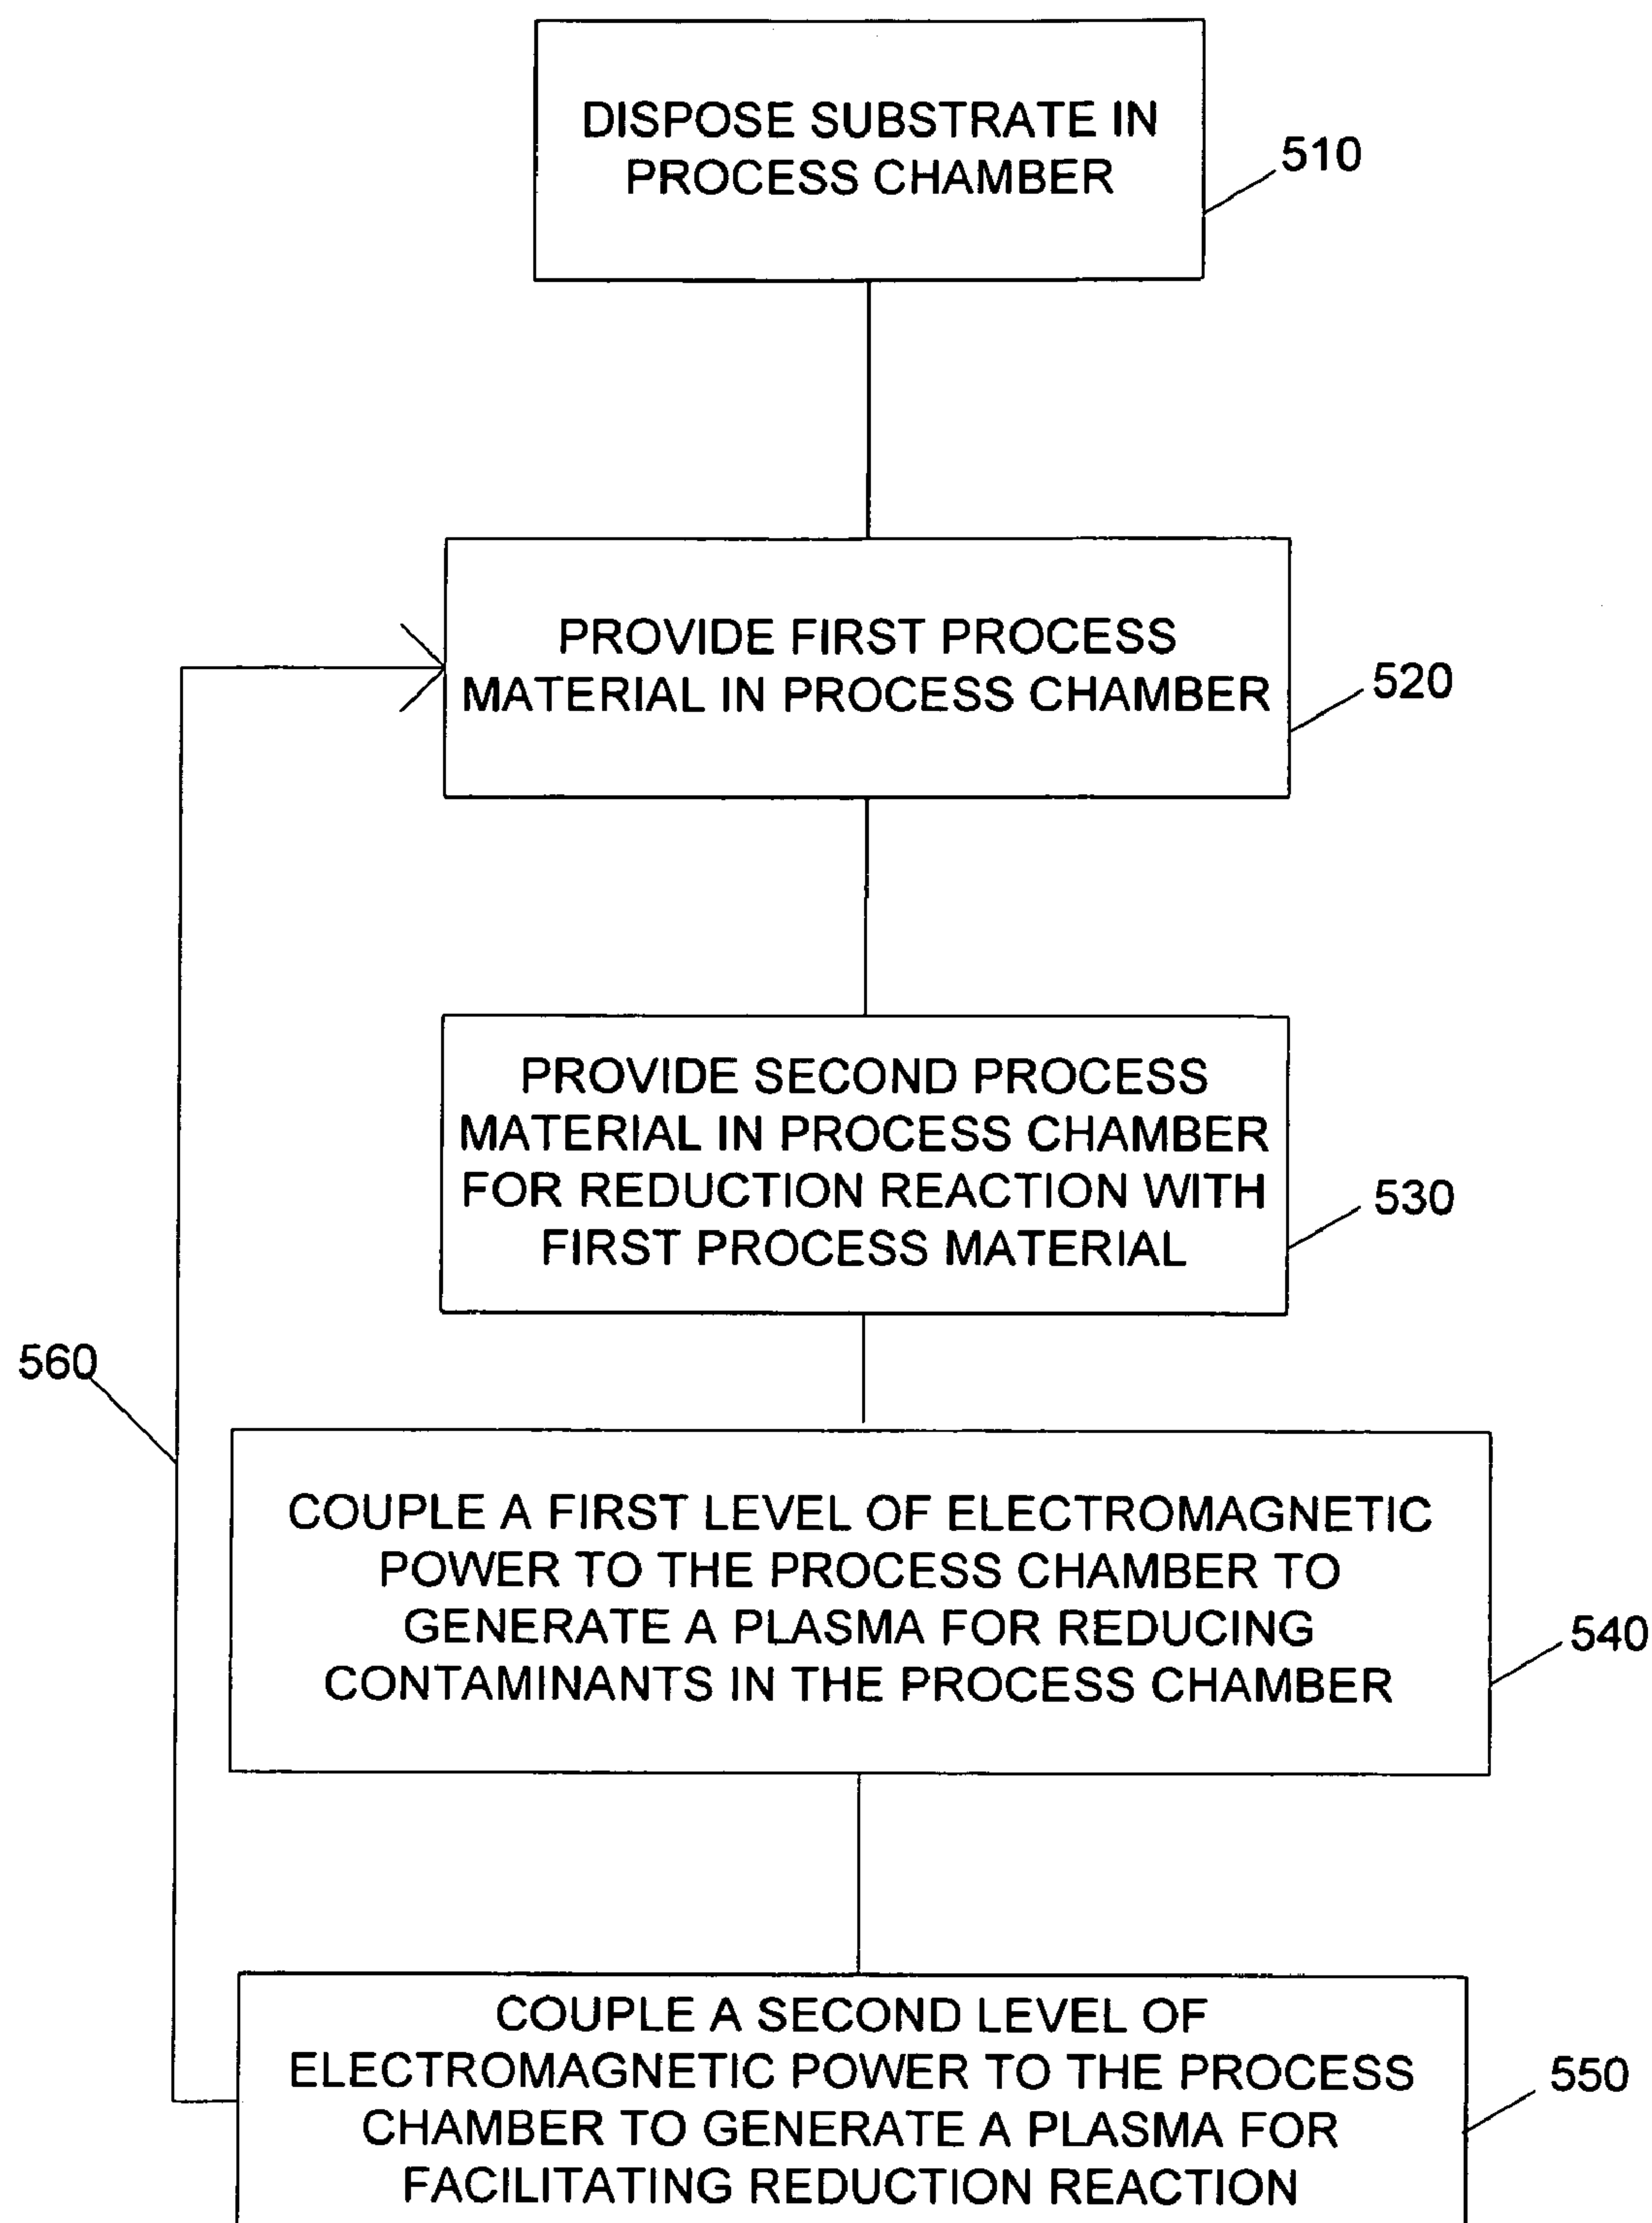 DISPOSE SUBSTRATE IN
PROCESS CHAMBER
510
PROVIDE FIRST PROCESS
MATERIAL IN PROCESS CHAMBER
520
PROVIDE SECOND PROCESS
MATERIAL IN PROCESS CHAMBER
FOR REDUCTION REACTION WITH
FIRST PROCESS MATERIAL
530
560
COUPLE A FIRST LEVEL OF ELECTROMAGNETIC
POWER TO THE PROCESS CHAMBER TO
GENERATE A PLASMA FOR REDUCING
CONTAMINANTS IN THE PROCESS CHAMBER
540
COUPLE A SECOND LEVEL OF
ELECTROMAGNETIC POWER TO THE PROCESS
CHAMBER TO GENERATE A PLASMA FOR
FACILITATING REDUCTION REACTION
550